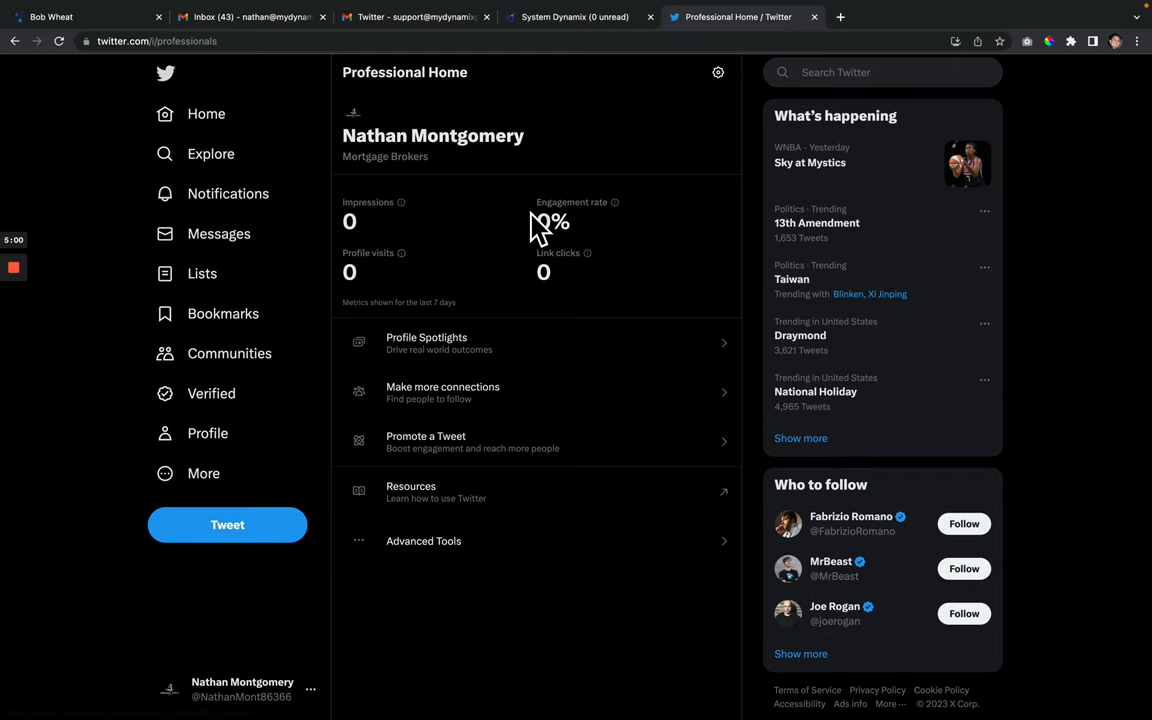 Bob Wheat
Inbox (43) - nathan@mydynam
Twitter - support@mydynamix
System Dynamix (0 unread)
Professional Home / Twitter
twitter.com/i/professionals
Home
Explore
Notifications
Messages
Lists
Bookmarks
Communities
Verified
Profile
More
Tweet
Nathan Montgomery
@NathanMont86366
5:00
Professional Home
Nathan Montgomery
Mortgage Brokers
Impressions
0
Engagement rate
0%
Profile visits
0
Link clicks
0
Metrics shown for the last 7 days
Profile Spotlights
Drive real world outcomes
Make more connections
Find people to follow
Promote a Tweet
Boost engagement and reach more people
Resources
Learn how to use Twitter
Advanced Tools
Search Twitter
What's happening
WNBA · Yesterday
Sky at Mystics
Politics · Trending
13th Amendment
1,653 Tweets
Politics · Trending
Taiwan
Trending with Blinken, Xi Jinping
Trending in United States
Draymond
3,621 Tweets
Trending in United States
National Holiday
4,965 Tweets
Show more
Who to follow
Fabrizio Romano
@FabrizioRomano
Follow
MrBeast
@MrBeast
Follow
Joe Rogan
@joerogan
Follow
Show more
Terms of Service Privacy Policy Cookie Policy
Accessibility Ads info More ··· © 2023 X Corp.